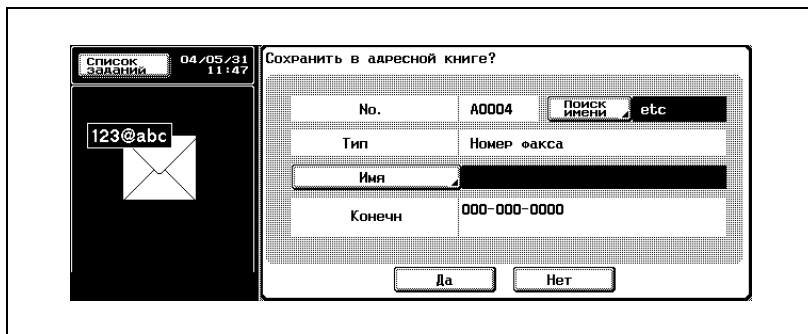 Список заданий
04/05/31
11:47
123@abc
Сохранить в адресной книге?
No. A0004 Поиск имени etc
Тип Номер факса
Имя
Конечн 000-000-0000
Да Нет